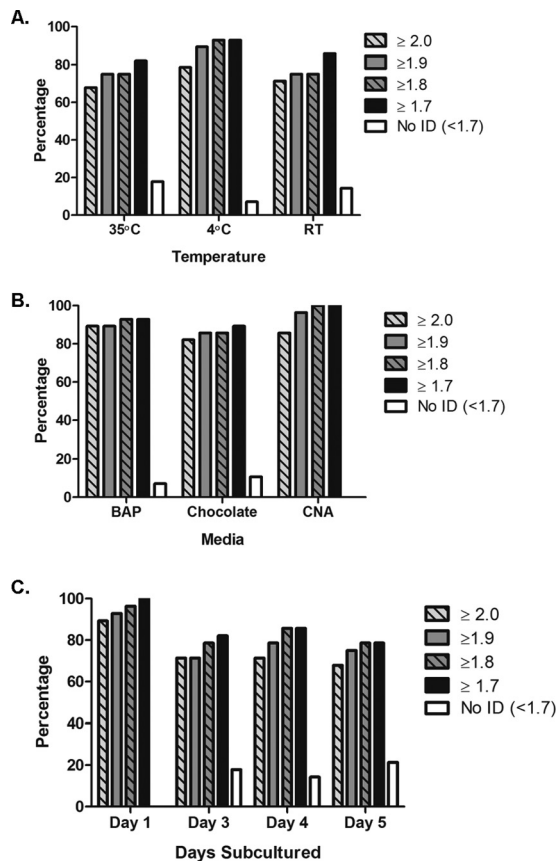 A.
100
80
60
40
20
0
Percentage
35°C 4°C RT
Temperature
≥ 2.0
≥1.9
≥1.8
≥ 1.7
No ID (<1.7)
B.
100
80
60
40
20
0
Percentage
BAP Chocolate CNA
Media
≥ 2.0
≥1.9
≥1.8
≥ 1.7
No ID (<1.7)
C.
100
80
60
40
20
0
Percentage
Day 1 Day 3 Day 4 Day 5
Days Subcultured
≥ 2.0
≥1.9
≥1.8
≥ 1.7
No ID (<1.7)